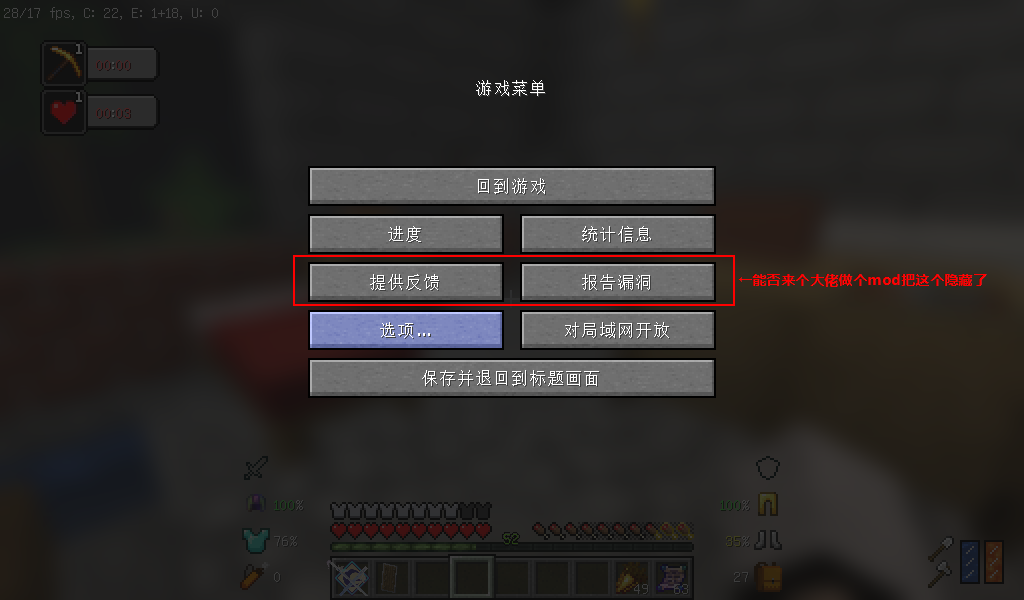 28/17 fps, C: 22, E: 1+18, U: 0
1
00:00
1
00:03
游戏菜单
回到游戏
进度 统计信息
提供反馈 报告漏洞
←能否来个大佬做个mod把这个隐藏了
选项... 对局域网开放
保存并退回到标题画面
100% 100%
52
76% 35%
0 49 63 27